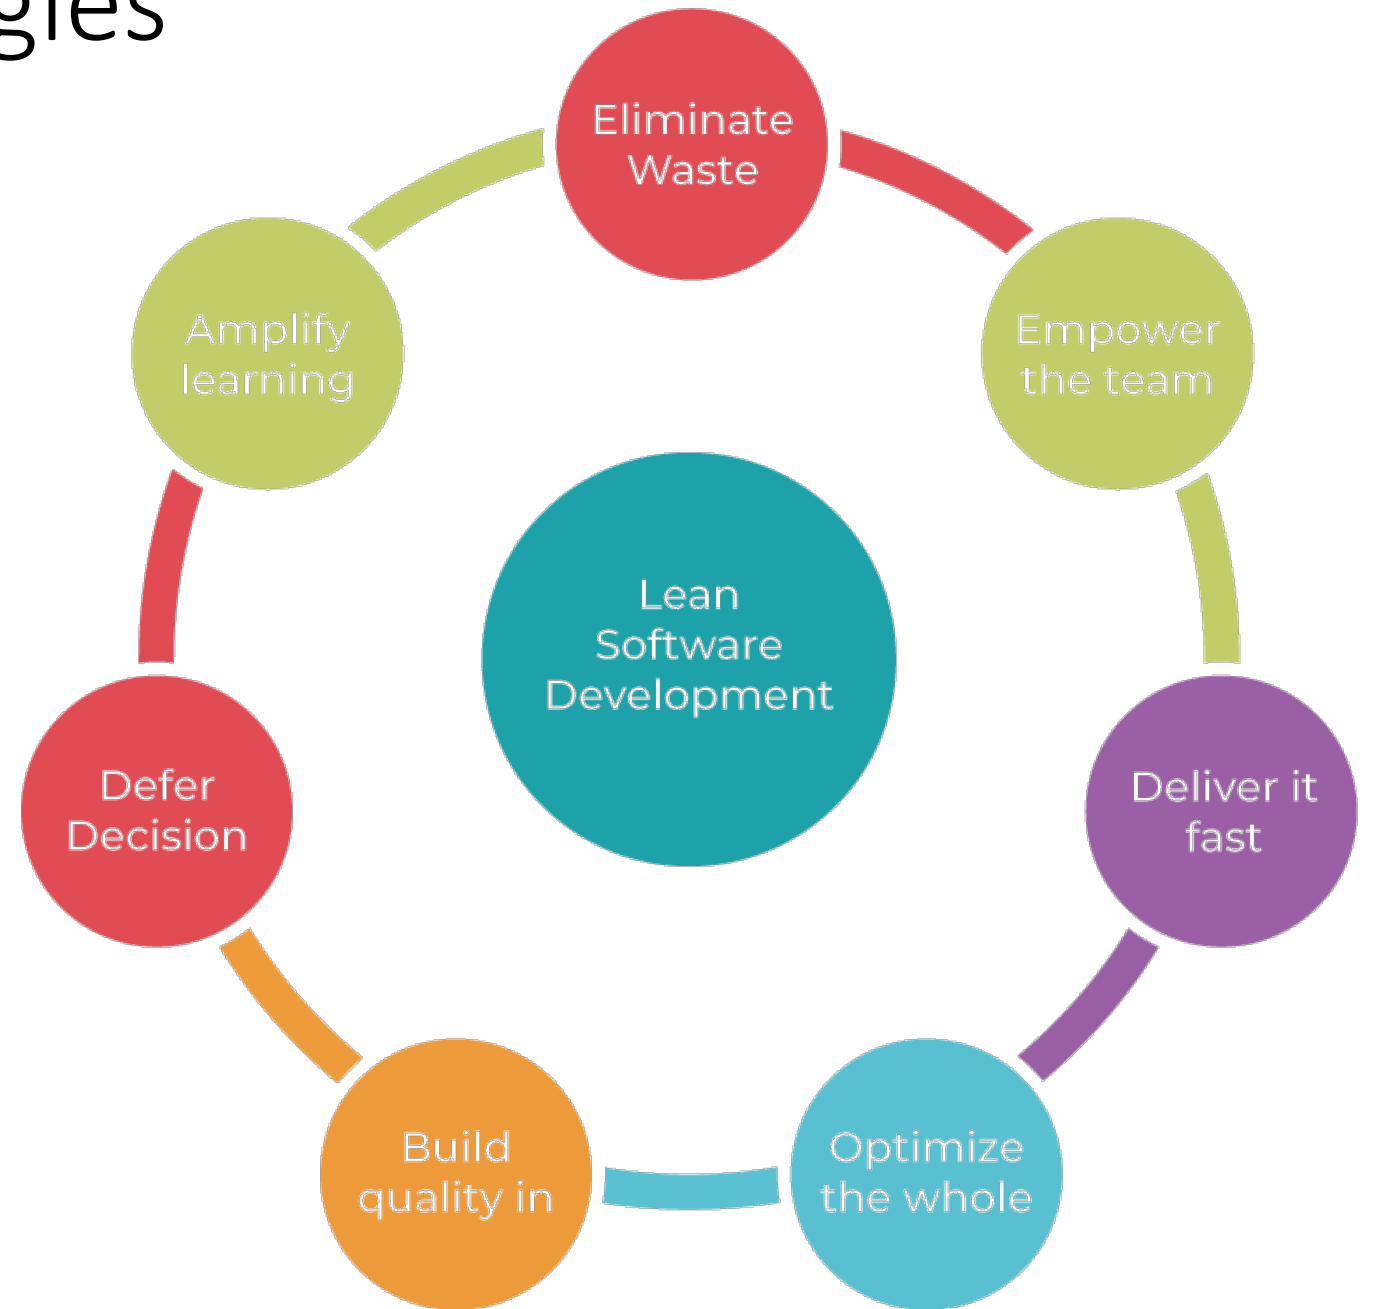 Eliminate
Waste
Empower
the team
Deliver it
fast
Optimize
the whole
Build
quality in
Defer
Decision
Amplify
learning
Lean
Software
Development